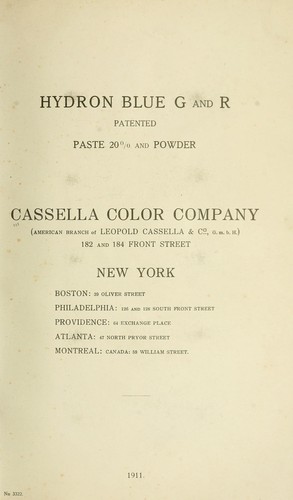 HYDRON BLUE G AND R
PATENTED
PASTE 20% AND POWDER
CASSELLA COLOR COMPANY
(AMERICAN BRANCH of LEOPOLD CASSELLA & Co., G. m. b. H.)
182 AND 184 FRONT STREET
NEW YORK
BOSTON: 39 OLIVER STREET
PHILADELPHIA: 126 AND 128 SOUTH FRONT STREET
PROVIDENCE: 64 EXCHANGE PLACE
ATLANTA: 47 NORTH PRYOR STREET
MONTREAL: CANADA: 59 WILLIAM STREET.
1911.